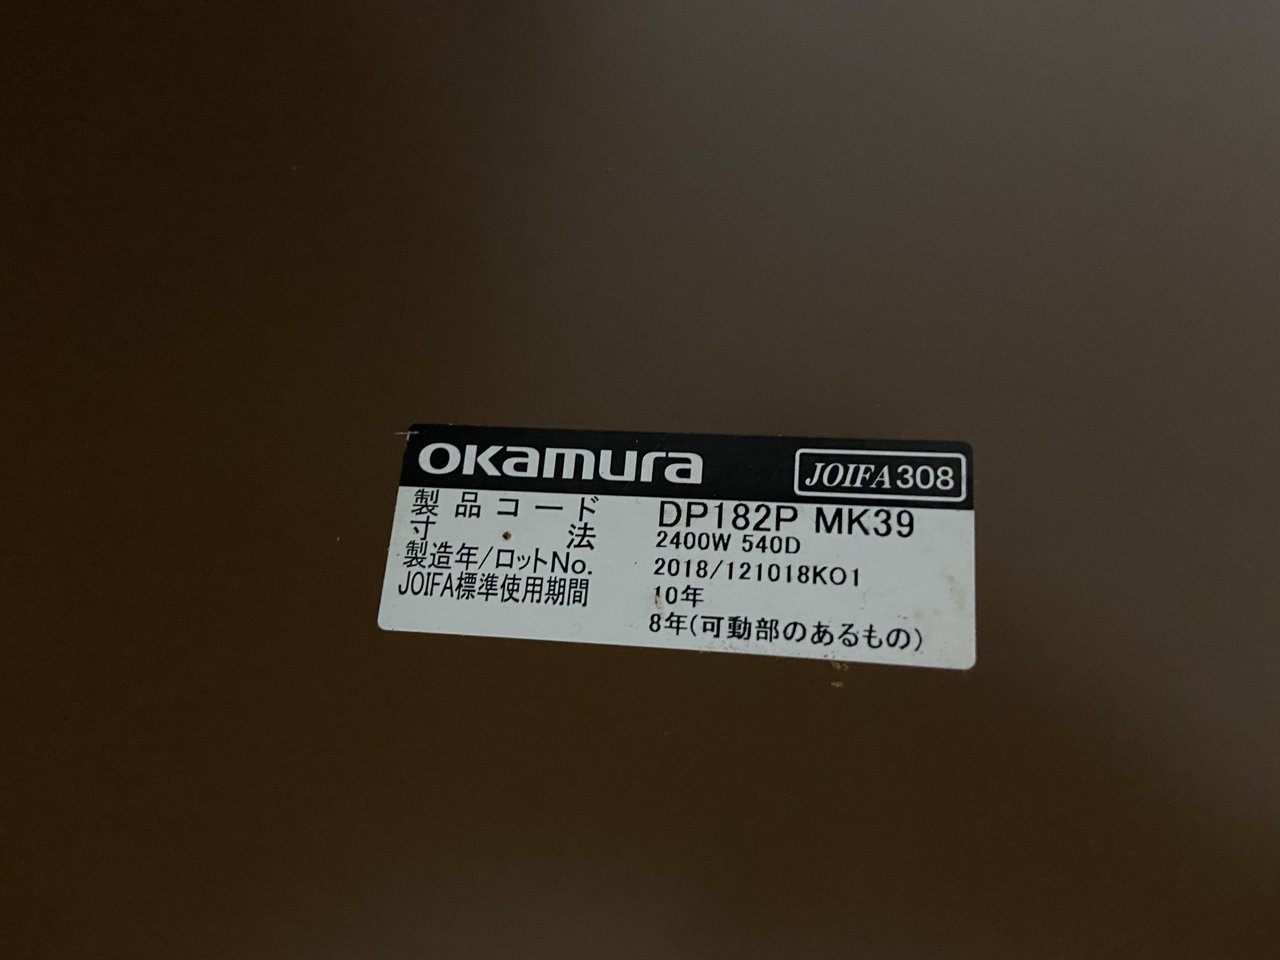 okamura JOIFA308
製品コード DP182P MK39
寸法 2400W 540D
製造年/ロットNo. 2018/121018KO1
JOIFA標準使用期間 10年
8年(可動部のあるもの)